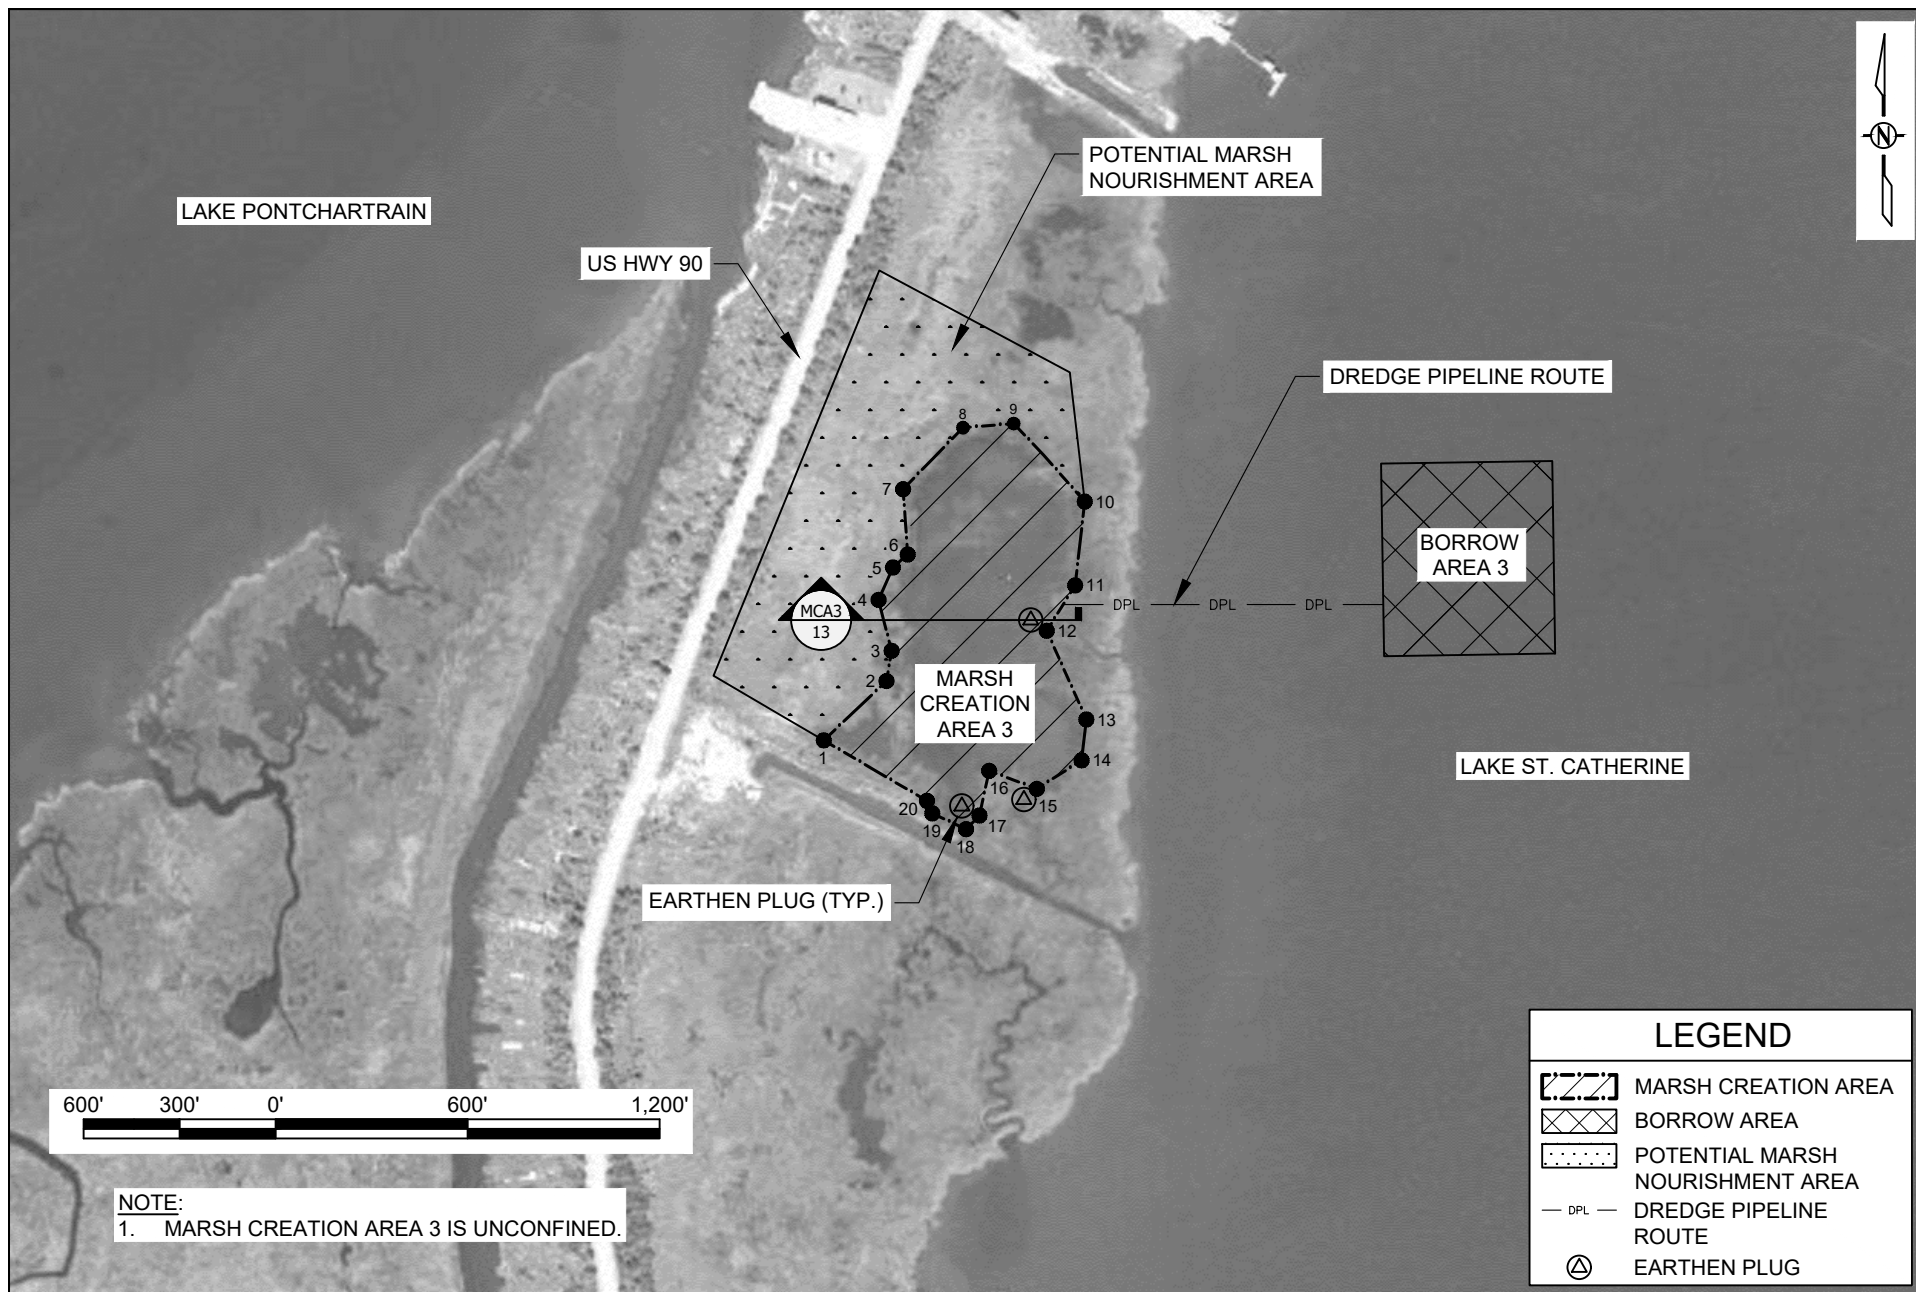 N
POTENTIAL MARSH
NOURISHMENT AREA
LAKE PONTCHARTRAIN
US HWY 90
DREDGE PIPELINE ROUTE
8
9
7
10
BORROW
AREA 3
6
5
11
4
MCA3
13
DPL
DPL
DPL
12
3
2
MARSH
CREATION
AREA 3
13
1
14
LAKE ST. CATHERINE
16
15
20
19
17
18
EARTHEN PLUG (TYP.)
600' 300' 0' 600' 1,200'
NOTE:
1. MARSH CREATION AREA 3 IS UNCONFINED.
LEGEND
MARSH CREATION AREA
BORROW AREA
POTENTIAL MARSH
NOURISHMENT AREA
DPL DREDGE PIPELINE
ROUTE
EARTHEN PLUG